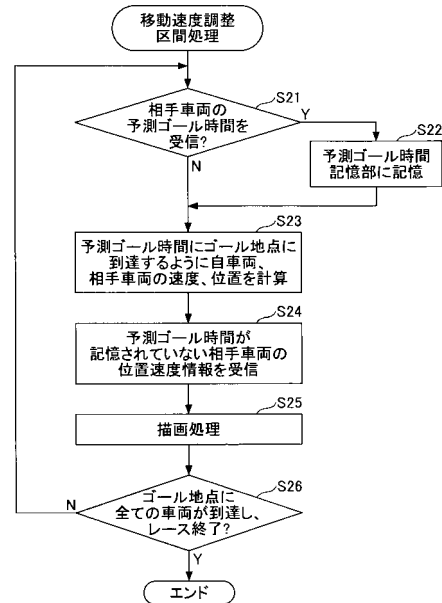 移動速度調整
区間処理
S21
相手車両の
予測ゴール時間を
受信?
Y
N
S22
予測ゴール時間
記憶部に記憶
S23
予測ゴール時間にゴール地点に
到達するように自車両、
相手車両の速度、位置を計算
S24
予測ゴール時間が
記憶されていない相手車両の
位置速度情報を受信
S25
描画処理
S26
ゴール地点に
全ての車両が到達し、
レース終了?
N
Y
エンド